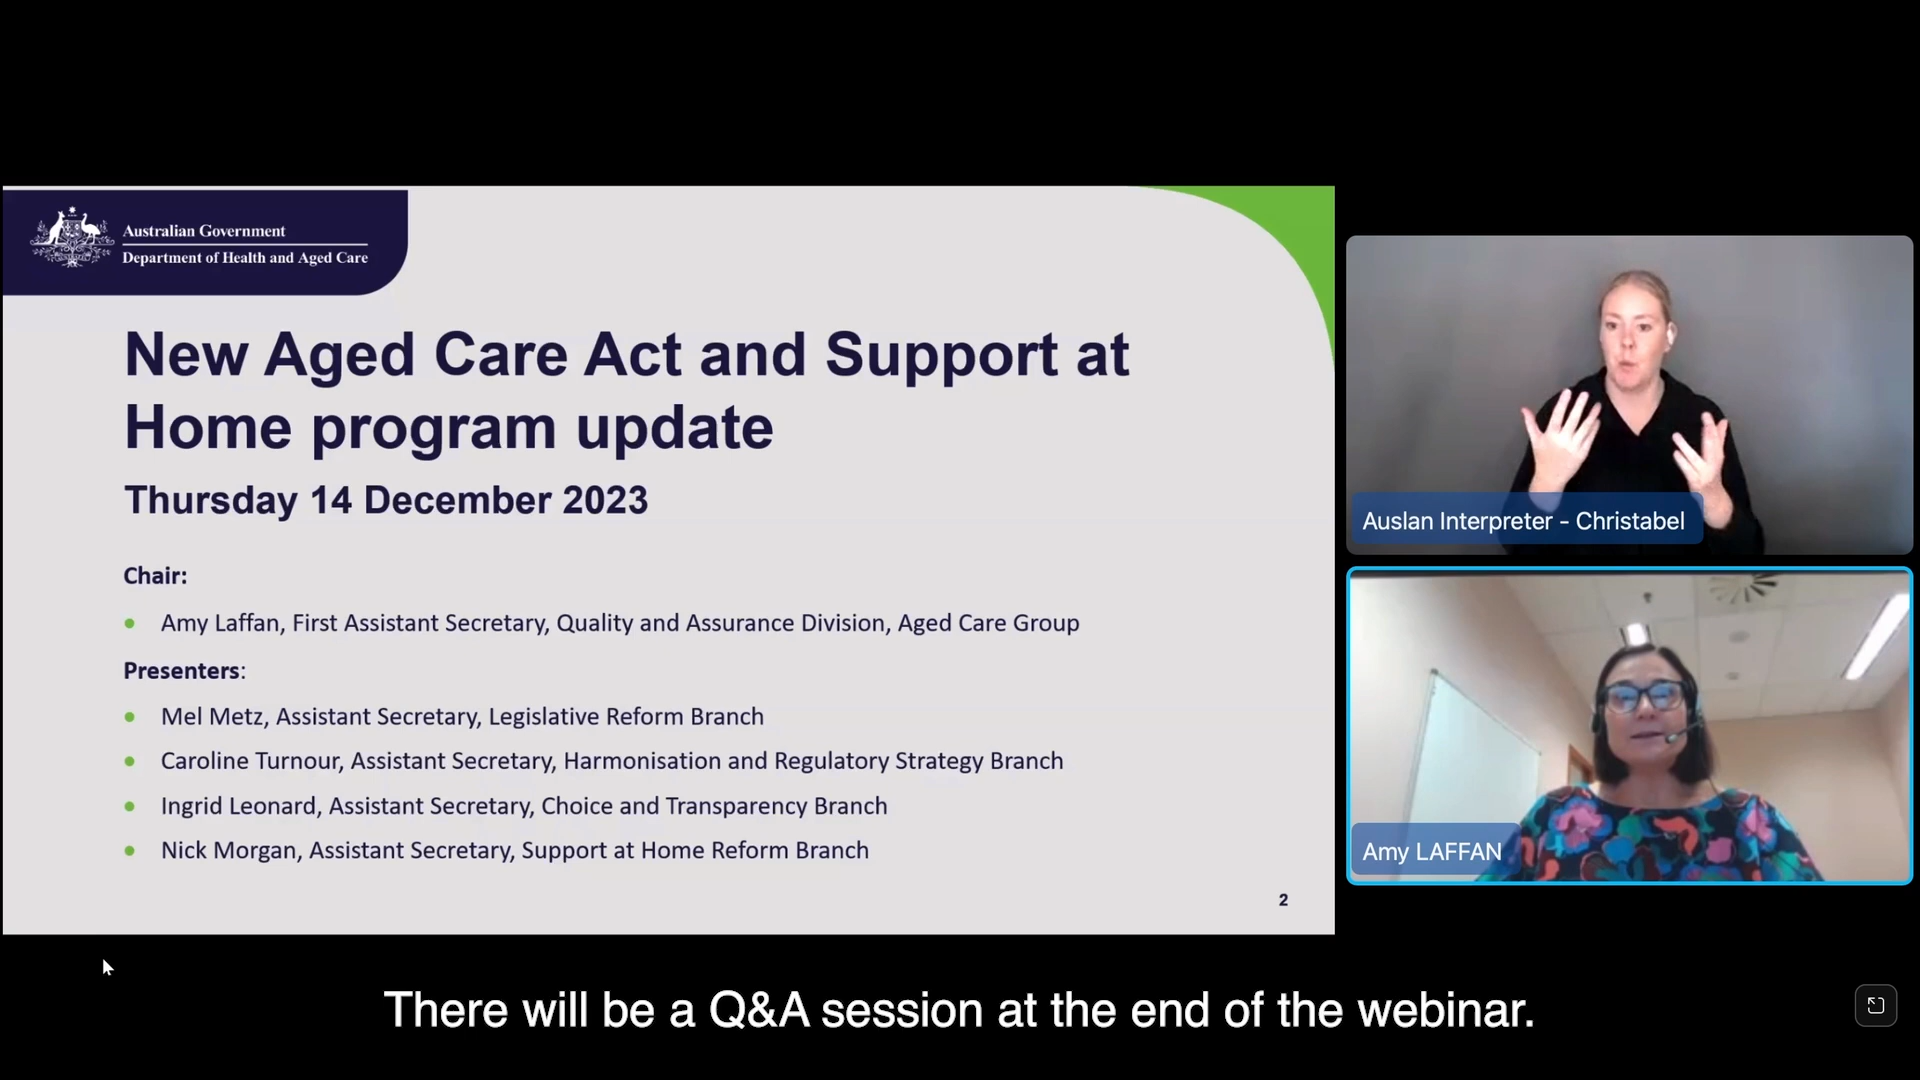 Australian Government
Department of Health and Aged Care
New Aged Care Act and Support at
Home program update
Thursday 14 December 2023
Chair:
Amy Laffan, First Assistant Secretary, Quality and Assurance Division, Aged Care Group
Presenters:
Mel Metz, Assistant Secretary, Legislative Reform Branch
Caroline Turnour, Assistant Secretary, Harmonisation and Regulatory Strategy Branch
Ingrid Leonard, Assistant Secretary, Choice and Transparency Branch
Nick Morgan, Assistant Secretary, Support at Home Reform Branch
2
Auslan Interpreter - Christabel
Amy LAFFAN
There will be a Q&A session at the end of the webinar.